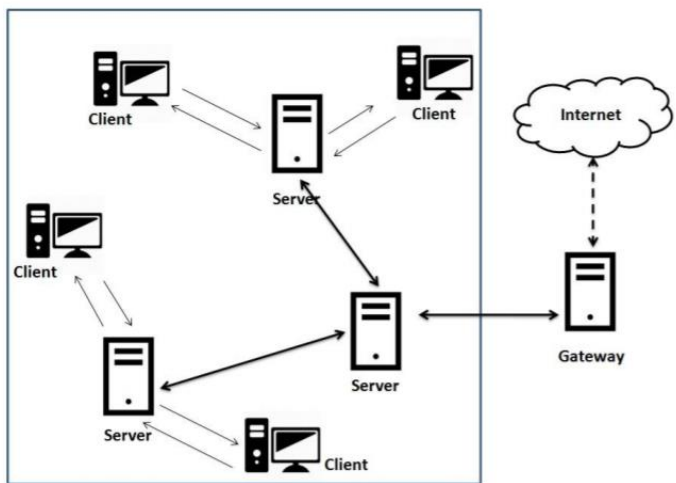 Client
Client
Internet
Server
Client
Server
Gateway
Server
Client